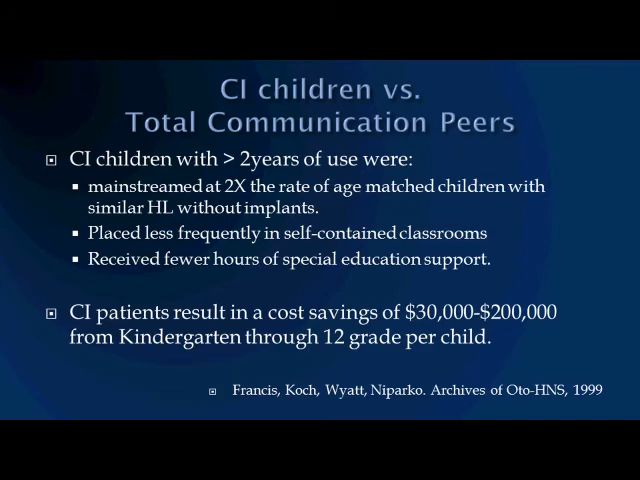 CI children vs.
Total Communication Peers
CI children with > 2years of use were:
mainstreamed at 2X the rate of age matched children with
similar HL without implants.
Placed less frequently in self-contained classrooms
Received fewer hours of special education support.
CI patients result in a cost savings of $30,000-$200,000
from Kindergarten through 12 grade per child.
Francis, Koch, Wyatt, Niparko. Archives of Oto-HNS, 1999